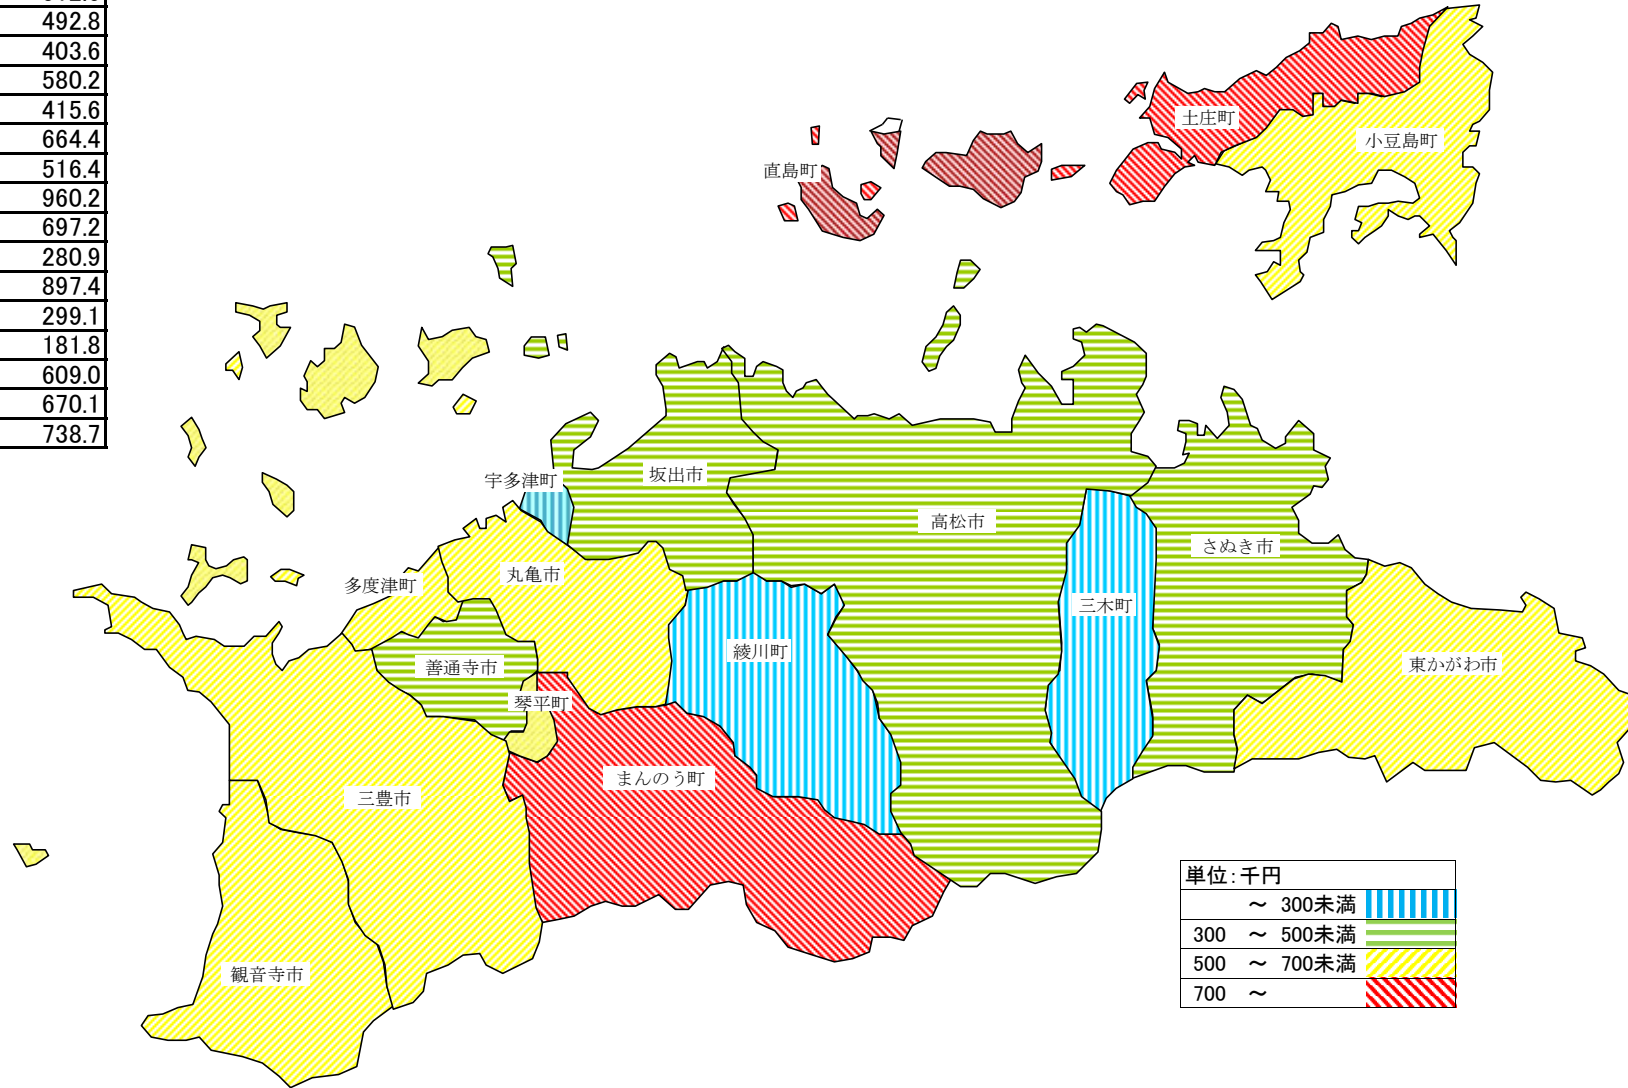 492.8
403.6
580.2
415.6
664.4
516.4
960.2
697.2
280.9
897.4
299.1
181.8
609.0
670.1
738.7
土庄町
小豆島町
直島町
宇多津町
坂出市
高松市
さぬき市
多度津町
丸亀市
三木町
善通寺市
綾川町
東かがわ市
琴平町
まんのう町
三豊市
観音寺市
単位:千円
～ 300未満
300 ～ 500未満
500 ～ 700未満
700 ～